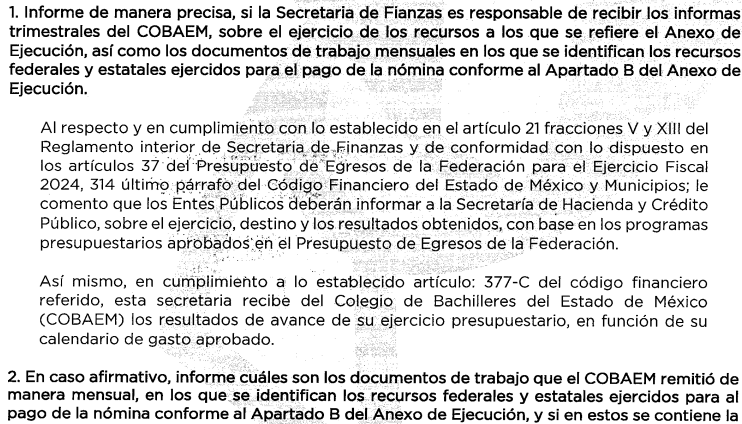 1. Informe de manera precisa, si la Secretaria de Fianzas es responsable de recibir los informas
trimestrales del COBAEM, sobre el ejercicio de los recursos a los que se refiere el Anexo de
Ejecución, así como los documentos de trabajo mensuales en los que se identifican los recursos
federales y estatales ejercidos para el pago de la nómina conforme al Apartado B del Anexo de
Ejecución.
Al respecto y en cumplimiento con lo establecido en el artículo 21 fracciones V y XIII del
Reglamento interior de Secretaria de Finanzas y de conformidad con lo dispuesto en
los artículos 37 del Presupuesto de Egresos de la Federación para el Ejercicio Fiscal
2024, 314 último párrafo del Código Financiero del Estado de México y Municipios; le
comento que los Entes Públicos deberán informar a la Secretaría de Hacienda y Crédito
Público, sobre el ejercicio, destino y los resultados obtenidos, con base en los programas
presupuestarios aprobados en el Presupuesto de Egresos de la Federación.
Así mismo, en cumplimiento a lo establecido artículo: 377-C del código financiero
referido, esta secretaria recibe del Colegio de Bachilleres del Estado de México
(COBAEM) los resultados de avance de su ejercicio presupuestario, en función de su
calendario de gasto aprobado.
2. En caso afirmativo, informe cuáles son los documentos de trabajo que el COBAEM remitió de
manera mensual, en los que se identifican los recursos federales y estatales ejercidos para al
pago de la nómina conforme al Apartado B del Anexo de Ejecución, y si en estos se contiene la